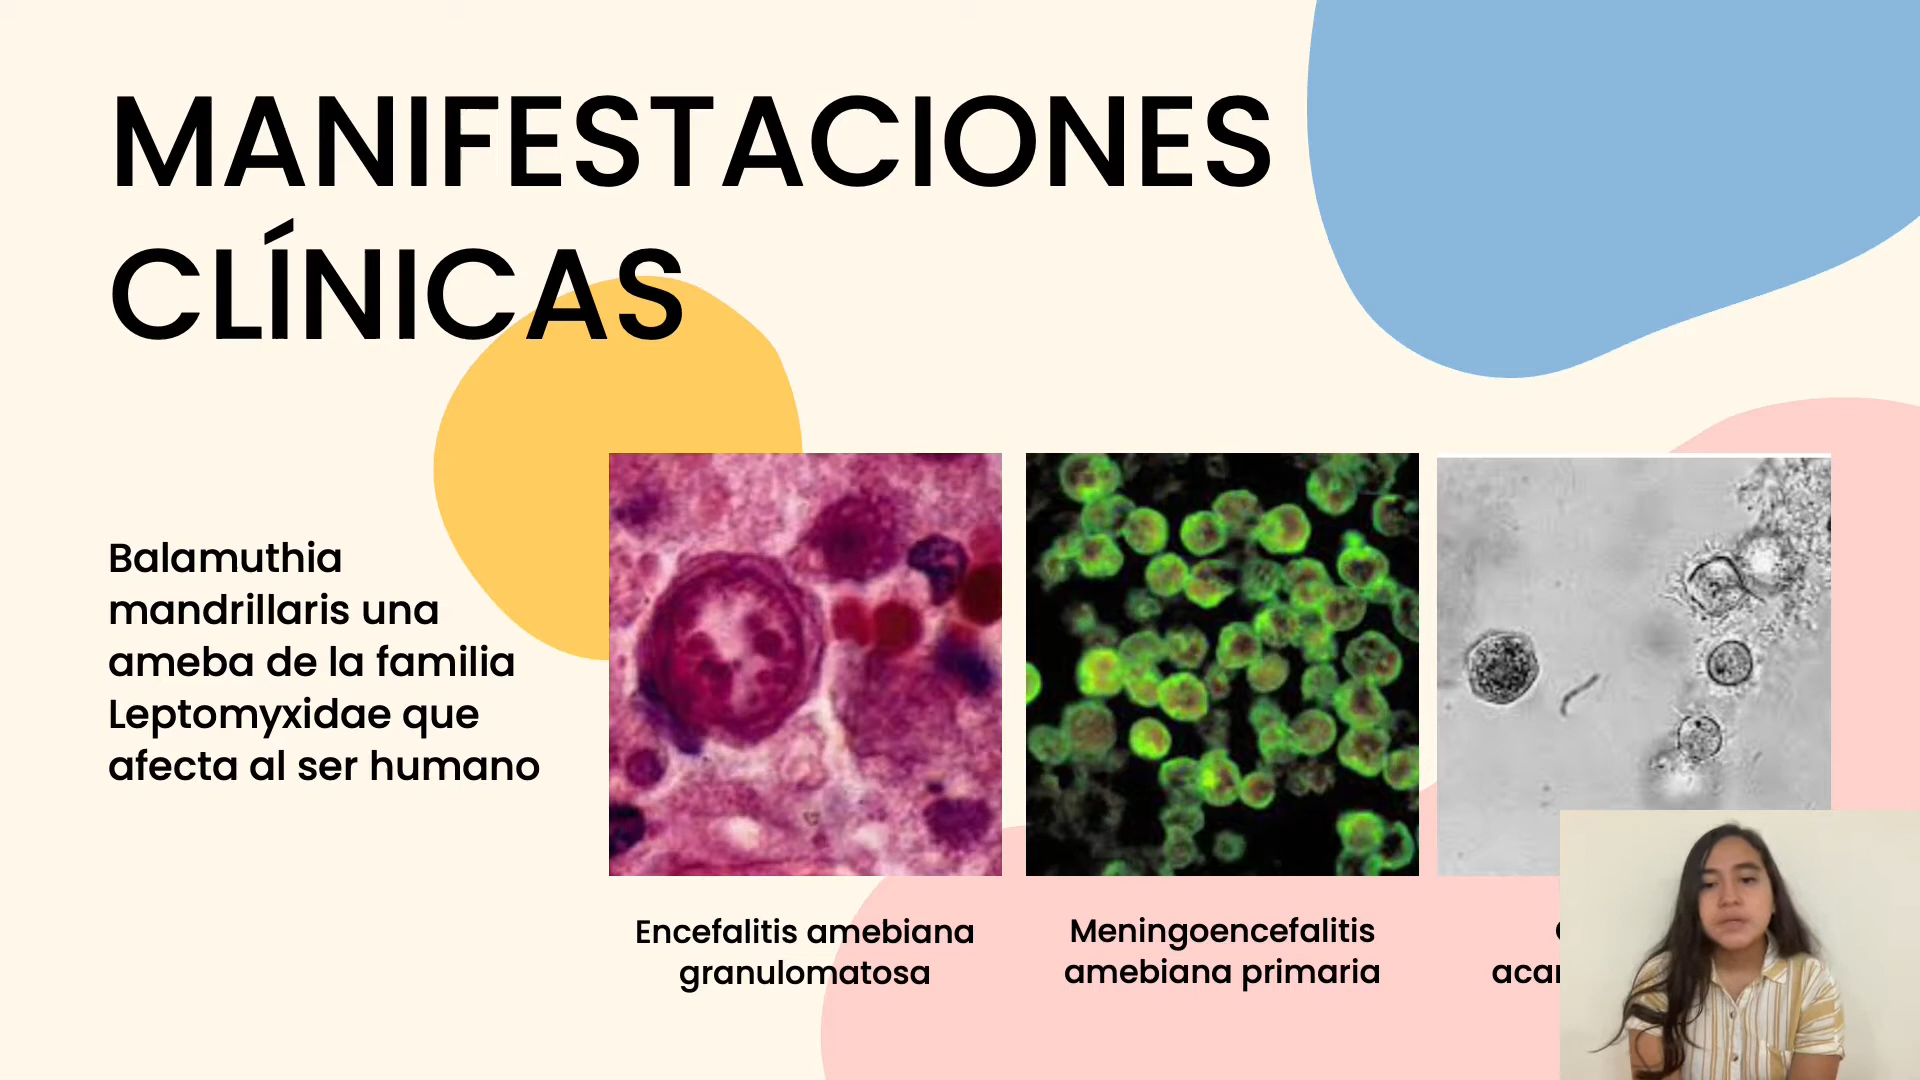 MANIFESTACIONES
CLÍNICAS
Balamuthia
mandrillaris una
ameba de la familia
Leptomyxidae que
afecta al ser humano
Encefalitis amebiana
granulomatosa
Meningoencefalitis
amebiana primaria